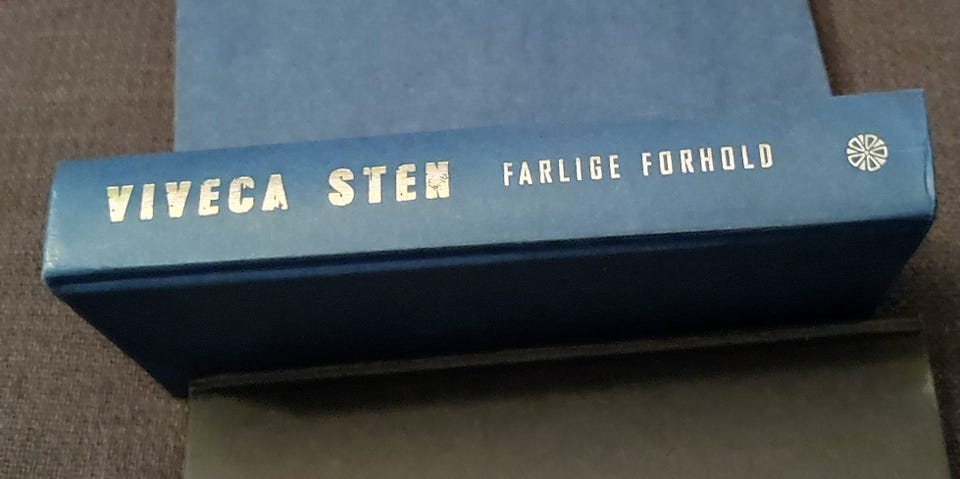 VIVECA STEN FARLIGE FORHOLD